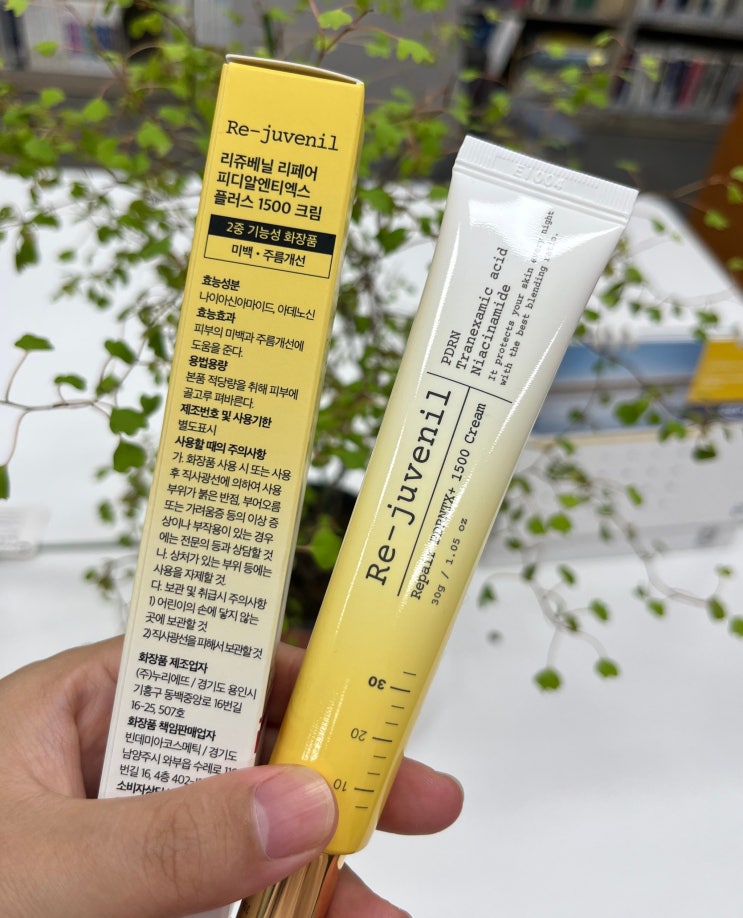 Re-juvenil
리쥬베닐 리페어
피디알엔티엑스
플러스 1500 크림
2중 기능성 화장품
미백 · 주름개선
효능성분
나이아신아마이드, 아데노신
효능효과
피부의 미백과 주름개선에
도움을 준다.
용법용량
본품 적당량을 취해 피부에
골고루 펴바른다.
제조번호 및 사용기한
별도표시
사용할 때의 주의사항
가. 화장품 사용 시 또는 사용
후 직사광선에 의하여 사용
부위가 붉은 반점, 부어오름
또는 가려움증 등의 이상 증
상이나 부작용이 있는 경우
에는 전문의 등과 상담할 것
나. 상처가 있는 부위 등에는
사용을 자제할 것.
다. 보관 및 취급시 주의사항
1) 어린이의 손에 닿지 않는
곳에 보관할 것
2) 직사광선을 피해서 보관할 것
화장품 제조업자
(주)누리에뜨 / 경기도 용인시
기흥구 동백중앙로 16번길
16-25, 507호
화장품 책임판매업자
빈데미아코스메틱 / 경기도
남양주시 와부읍 수레로
번길 16, 4층 402-
E1004
PDRN
Tranexamic acid
Niacinamide
It protects your skin every night
with the best blending ratio.
Re-juvenil
Repair PDRNTX+ 1500 Cream
30g / 1.05 oz
30
20
10